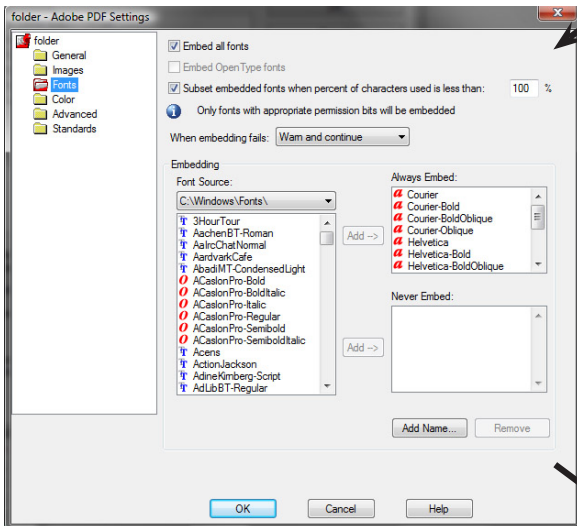 folder - Adobe PDF Settings
folder
General
Images
Fonts
Color
Advanced
Standards
Embed all fonts
Embed OpenType fonts
Subset embedded fonts when percent of characters used is less than: 100 %
Only fonts with appropriate permission bits will be embedded
When embedding fails: Warn and continue
Embedding
Font Source:
C:\Windows\Fonts\
3HourTour
AachenBT-Roman
AaIrcChatNormal
AardvarkCafe
AbadiMT-CondensedLight
ACaslonPro-Bold
ACaslonPro-BoldItalic
ACaslonPro-Italic
ACaslonPro-Regular
ACaslonPro-Semibold
ACaslonPro-SemiboldItalic
Acens
ActionJackson
AdineKirnberg-Script
AdLibBT-Regular
Add -->
Add -->
Always Embed:
Courier
Courier-Bold
Courier-BoldOblique
Courier-Oblique
Helvetica
Helvetica-Bold
Helvetica-BoldOblique
Never Embed:
Add Name...
Remove
OK
Cancel
Help